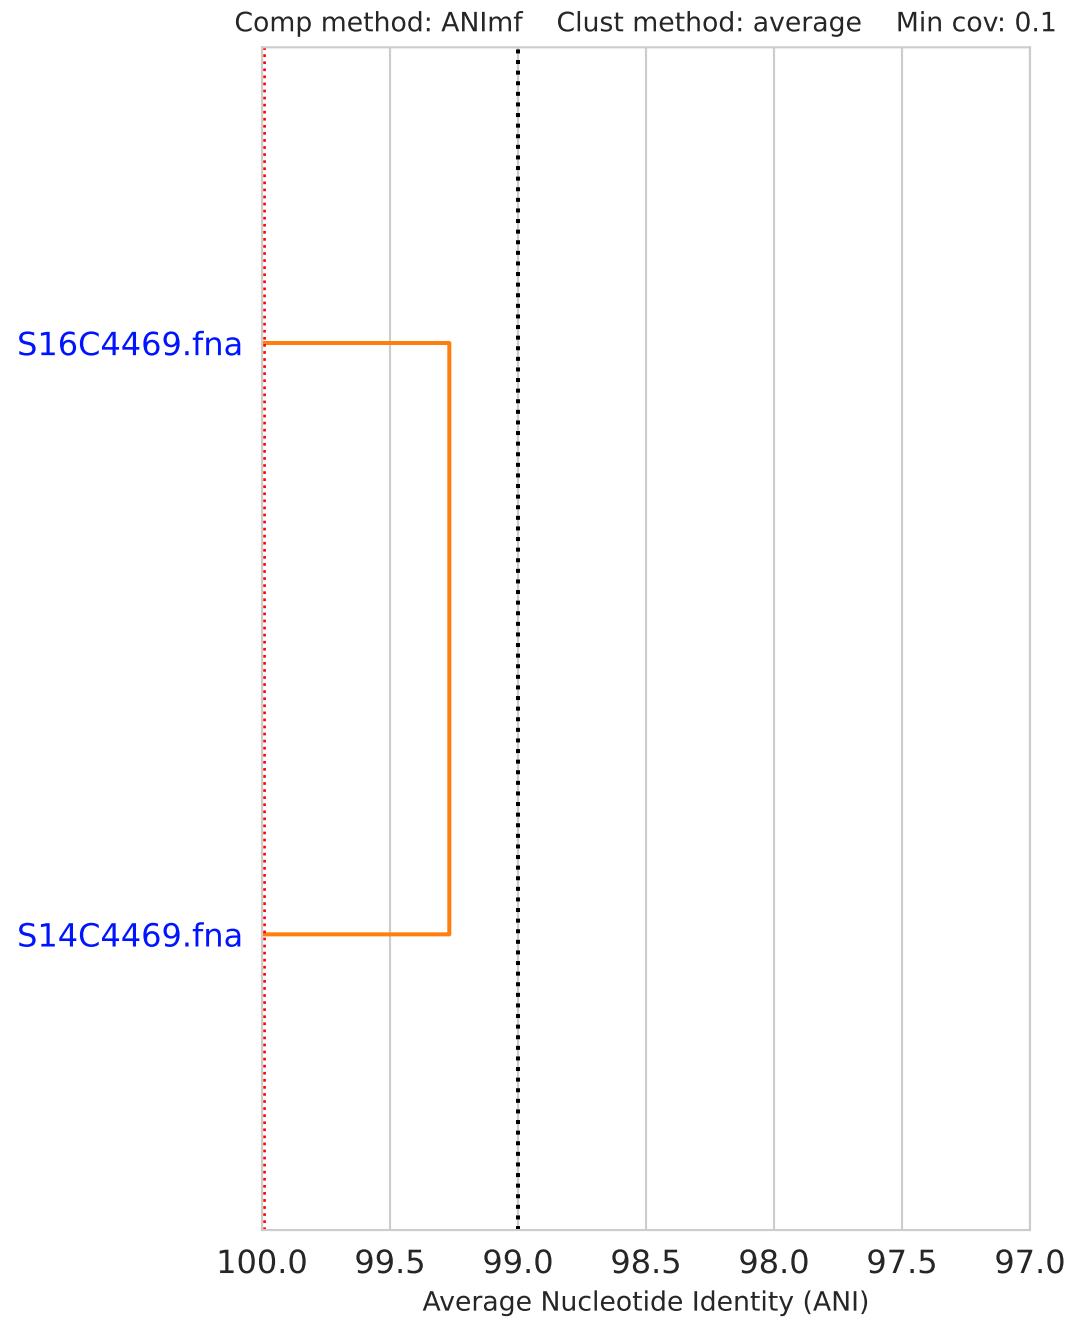 Comp method: ANImf    Clust method: average    Min cov: 0.1
S16C4469.fna
S14C4469.fna
100.0 99.5 99.0 98.5 98.0 97.5 97.0
Average Nucleotide Identity (ANI)